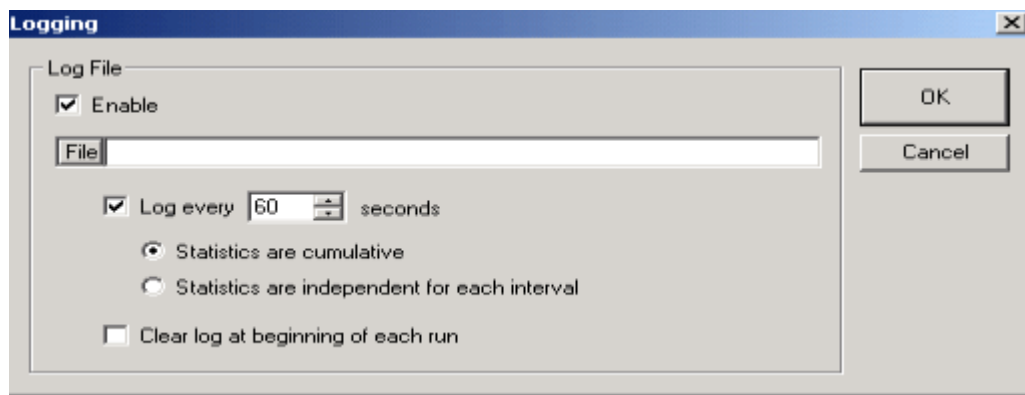 Logging
Log File
Enable
File
Log every 60 seconds
Statistics are cumulative
Statistics are independent for each interval
Clear log at beginning of each run
OK
Cancel